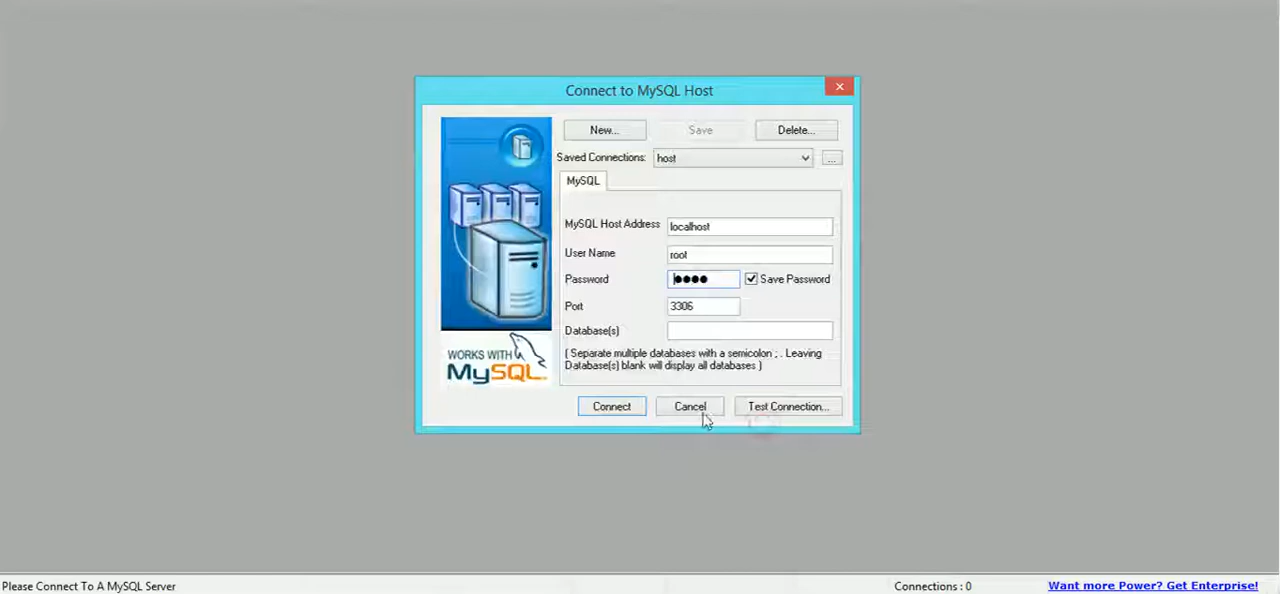 Connect to MySQL Host
New...
Save
Delete...
Saved Connections:
host
...
MySQL
MySQL Host Address
localhost
User Name
root
Password
●●●●
Save Password
Port
3306
Database(s)
( Separate multiple databases with a semicolon ; . Leaving
Database(s) blank will display all databases )
WORKS WITH
MySQL
Connect
Cancel
Test Connection...
Please Connect To A MySQL Server
Connections : 0
Want more Power? Get Enterprise!